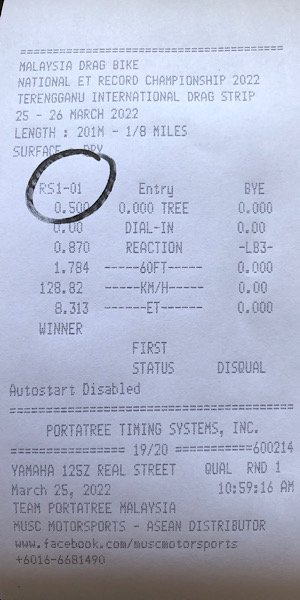 MALAYSIA DRAG BIKE
NATIONAL ET RECORD CHAMPIONSHIP 2022
TERENGGANU INTERNATIONAL DRAG STRIP
25 - 26 MARCH 2022
LENGTH : 201M - 1/8 MILES
SURFACE DRY
RS1-01 Entry BYE
0.500 0.000 TREE 0.000
0.00 DIAL-IN 0.00
0.870 REACTION -LB3-
1.784 -----60FT----- 0.000
128.82 -----KM/H----- 0.00
8.313 ------ET------ 0.000
WINNER
FIRST
STATUS DISQUAL
Autostart Disabled
PORTATREE TIMING SYSTEMS, INC.
=============== 19/20 ===========600214
YAMAHA 125Z REAL STREET QUAL RND 1
March 25, 2022 10:59:16 AM
TEAM PORTATREE MALAYSIA
MUSC MOTORSPORTS - ASEAN DISTRIBUTOR
www.facebook.com/muscmotorsports
+6016-6681490